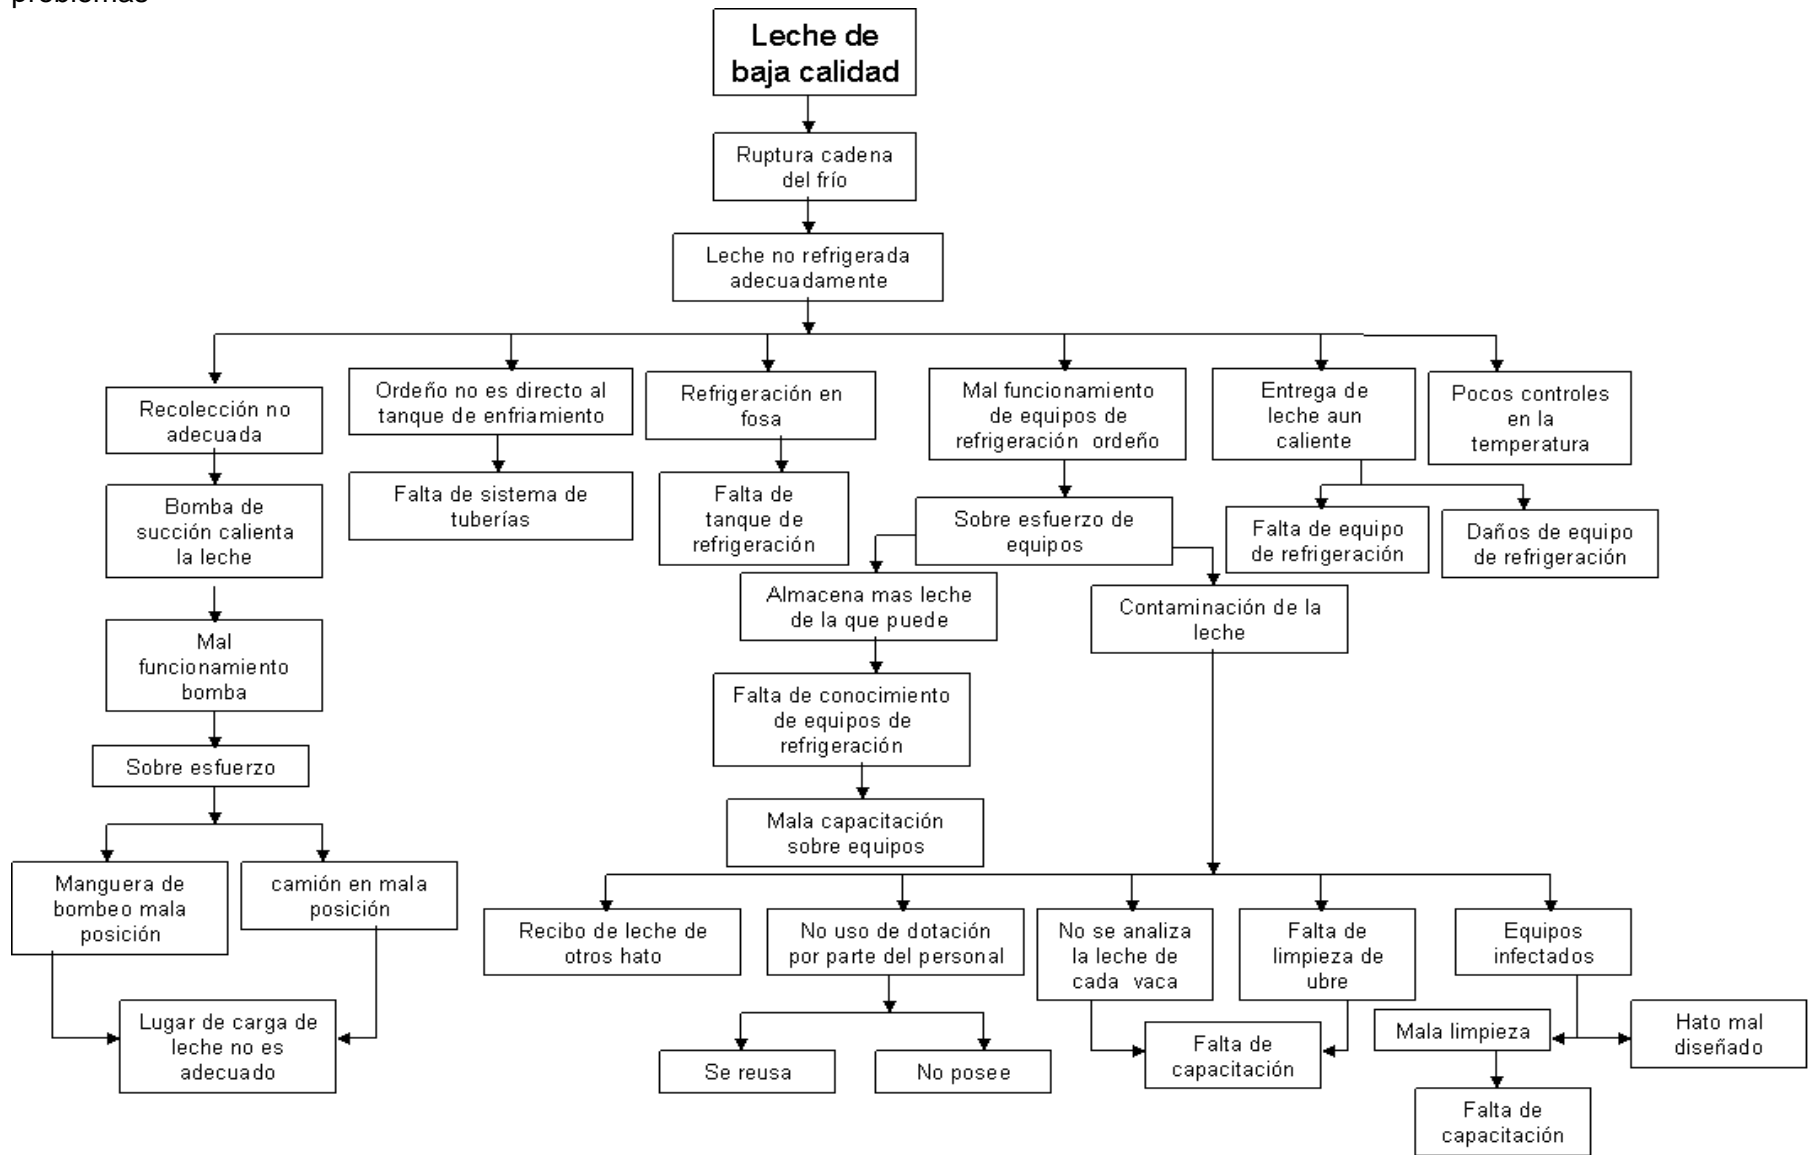 problemas
Leche de
baja calidad
Ruptura cadena
del frío
Leche no refrigerada
adecuadamente
Recolección no
adecuada
Ordeño no es directo al
tanque de enfriamiento
Refrigeración en
fosa
Mal funcionamiento
de equipos de
refrigeración ordeño
Entrega de
leche aun
caliente
Pocos controles
en la
temperatura
Bomba de
succión calienta
la leche
Falta de sistema de
tuberías
Falta de
tanque de
refrigeración
Sobre esfuerzo de
equipos
Falta de equipo
de refrigeración
Daños de equipo
de refrigeración
Almacena mas leche
de la que puede
Contaminación de la
leche
Mal
funcionamiento
bomba
Falta de conocimiento
de equipos de
refrigeración
Sobre esfuerzo
Mala capacitación
sobre equipos
Manguera de
bombeo mala
posición
camión en mala
posición
Recibo de leche de
otros hato
No uso de dotación
por parte del personal
No se analiza
la leche de
cada vaca
Falta de
limpieza de
ubre
Equipos
infectados
Lugar de carga de
leche no es
adecuado
Se reusa
No posee
Falta de
capacitación
Mala limpieza
Hato mal
diseñado
Falta de
capacitación